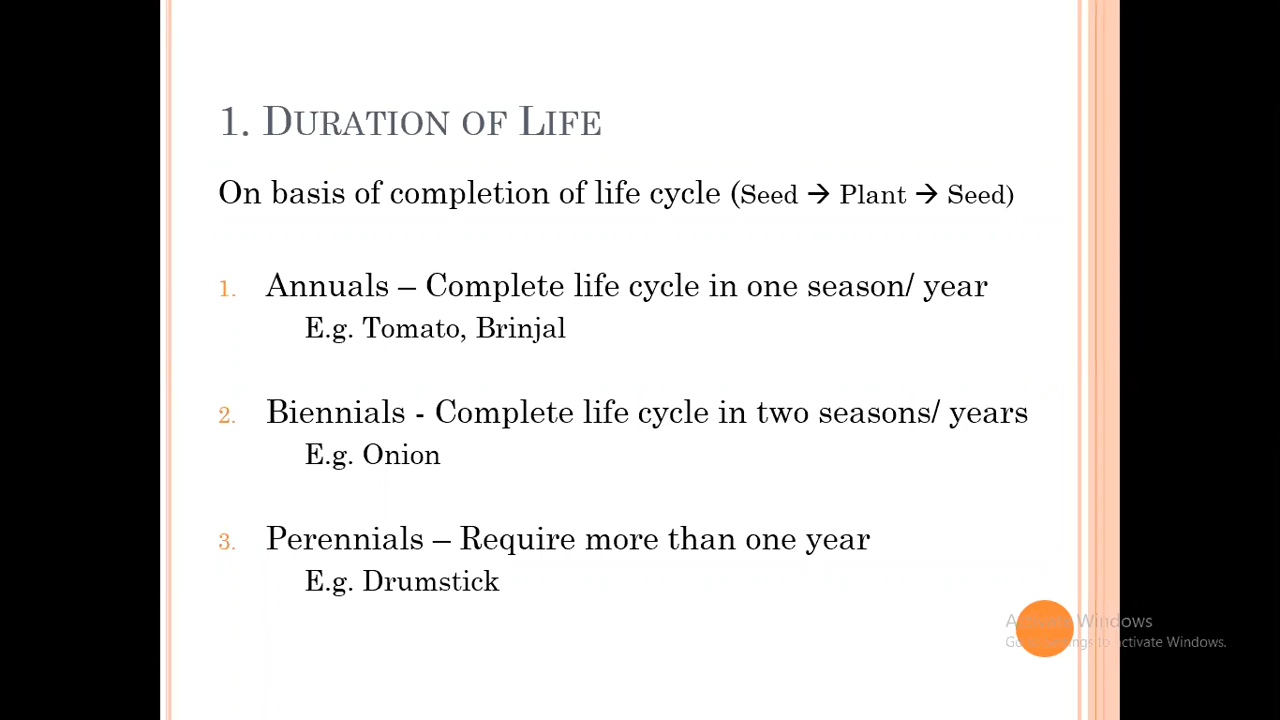 1. DURATION OF LIFE
On basis of completion of life cycle (Seed → Plant → Seed)
1. Annuals – Complete life cycle in one season/ year
E.g. Tomato, Brinjal
2. Biennials - Complete life cycle in two seasons/ years
E.g. Onion
3. Perennials – Require more than one year
E.g. Drumstick
Activate Windows
Go to Settings to activate Windows.